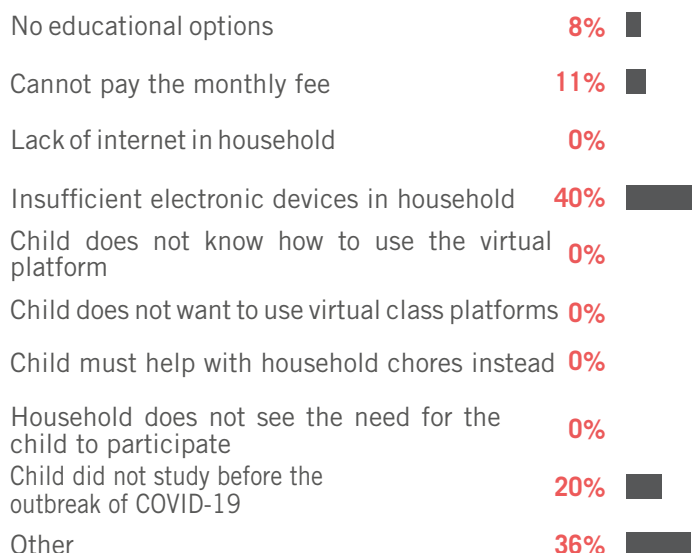 No educational options 8%
Cannot pay the monthly fee 11%
Lack of internet in household 0%
Insufficient electronic devices in household 40%
Child does not know how to use the virtual
platform 0%
Child does not want to use virtual class platforms 0%
Child must help with household chores instead 0%
Household does not see the need for the
child to participate 0%
Child did not study before the
outbreak of COVID-19 20%
Other 36%